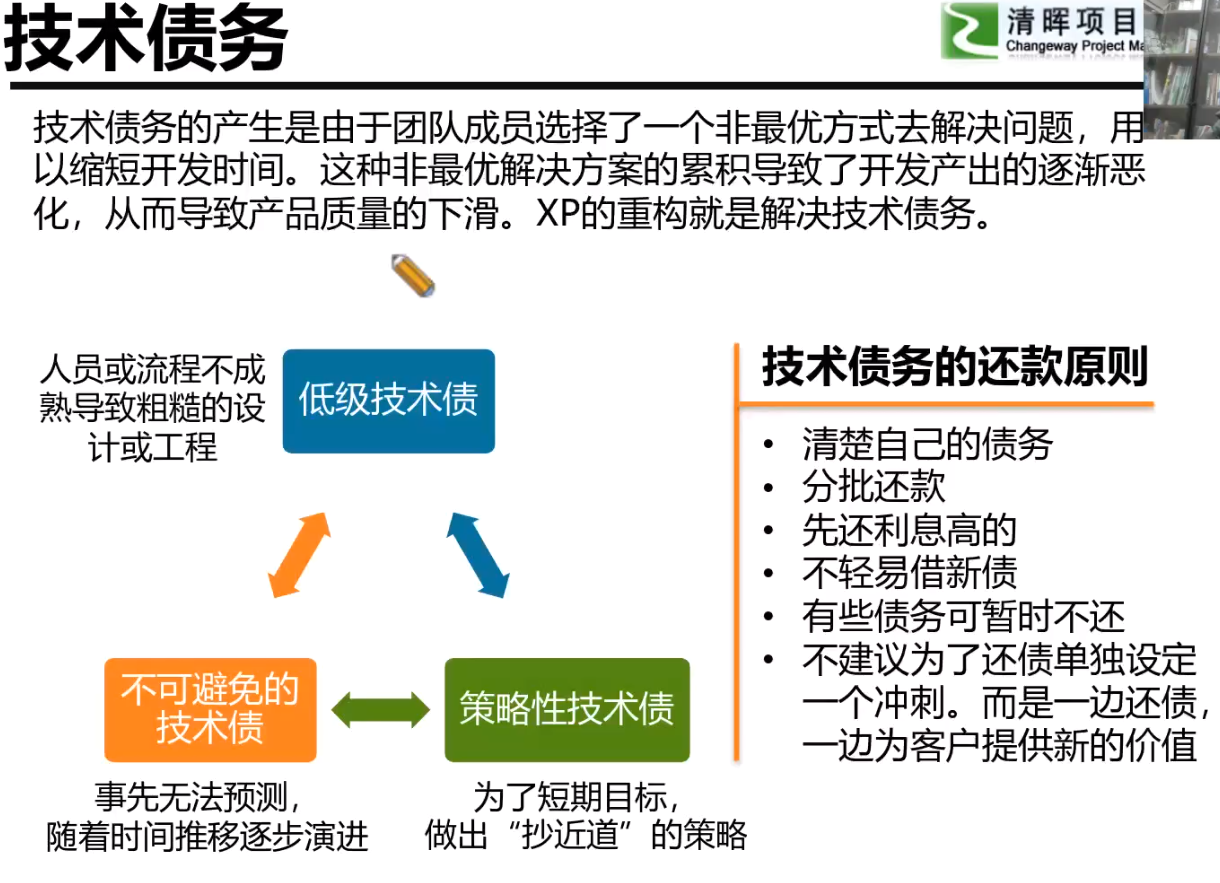 技术债务
清晖项目
Changeway Project Ma
技术债务的产生是由于团队成员选择了一个非最优方式去解决问题，用
以缩短开发时间。这种非最优解决方案的累积导致了开发产出的逐渐恶
化，从而导致产品质量的下滑。XP的重构就是解决技术债务。
人员或流程不成
熟导致粗糙的设
计或工程
低级技术债
不可避免的
技术债
策略性技术债
事先无法预测，
随着时间推移逐步演进
为了短期目标，
做出“抄近道”的策略
技术债务的还款原则
• 清楚自己的债务
• 分批还款
• 先还利息高的
• 不轻易借新债
• 有些债务可暂时不还
• 不建议为了还债单独设定
一个冲刺。而是一边还债，
一边为客户提供新的价值